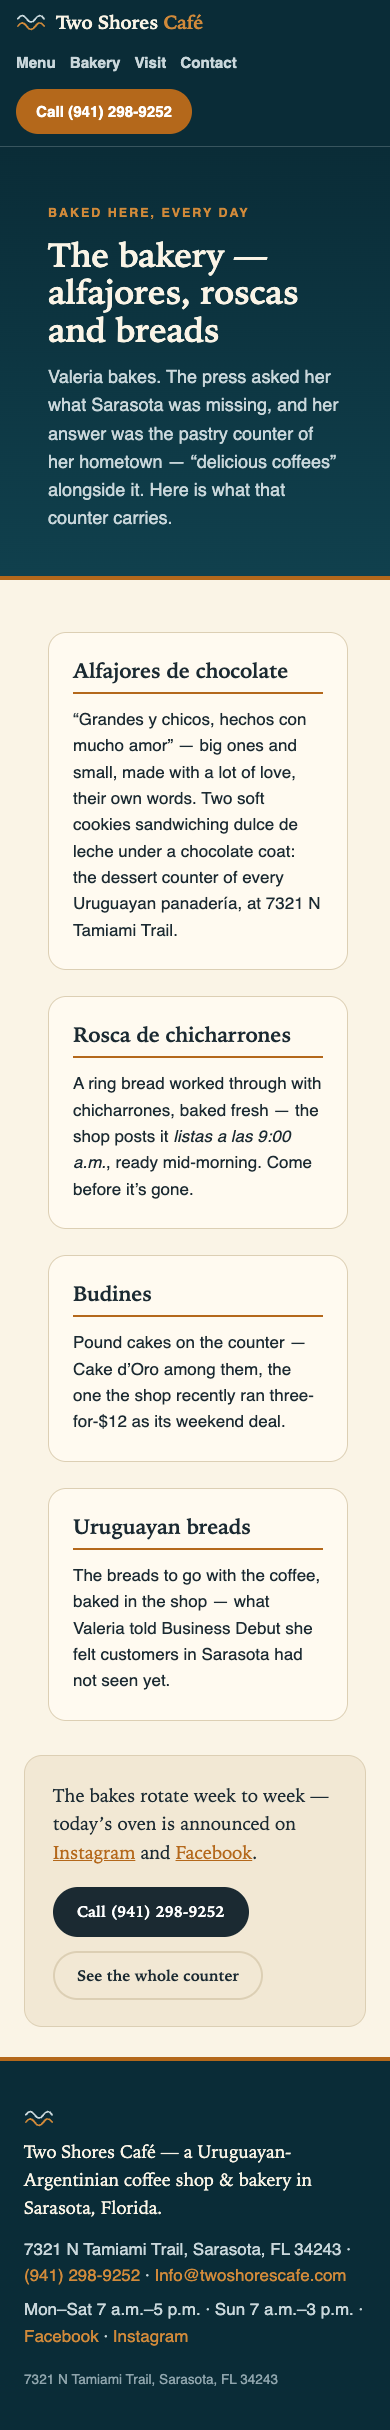 Two Shores Café
Menu Bakery Visit Contact
Call (941) 298-9252
BAKED HERE, EVERY DAY
The bakery —
alfajores, roscas
and breads
Valeria bakes. The press asked her
what Sarasota was missing, and her
answer was the pastry counter of
her hometown — “delicious coffees”
alongside it. Here is what that
counter carries.
Alfajores de chocolate
“Grandes y chicos, hechos con
mucho amor” — big ones and
small, made with a lot of love,
their own words. Two soft
cookies sandwiching dulce de
leche under a chocolate coat:
the dessert counter of every
Uruguayan panadería, at 7321 N
Tamiami Trail.
Rosca de chicharrones
A ring bread worked through with
chicharrones, baked fresh — the
shop posts it listas a las 9:00
a.m., ready mid-morning. Come
before it’s gone.
Budines
Pound cakes on the counter —
Cake d’Oro among them, the
one the shop recently ran three-
for-$12 as its weekend deal.
Uruguayan breads
The breads to go with the coffee,
baked in the shop — what
Valeria told Business Debut she
felt customers in Sarasota had
not seen yet.
The bakes rotate week to week —
today’s oven is announced on
Instagram and Facebook.
Call (941) 298-9252
See the whole counter
Two Shores Café — a Uruguayan-
Argentinian coffee shop & bakery in
Sarasota, Florida.
7321 N Tamiami Trail, Sarasota, FL 34243 ·
(941) 298-9252 · Info@twoshorescafe.com
Mon–Sat 7 a.m.–5 p.m. · Sun 7 a.m.–3 p.m. ·
Facebook · Instagram
7321 N Tamiami Trail, Sarasota, FL 34243